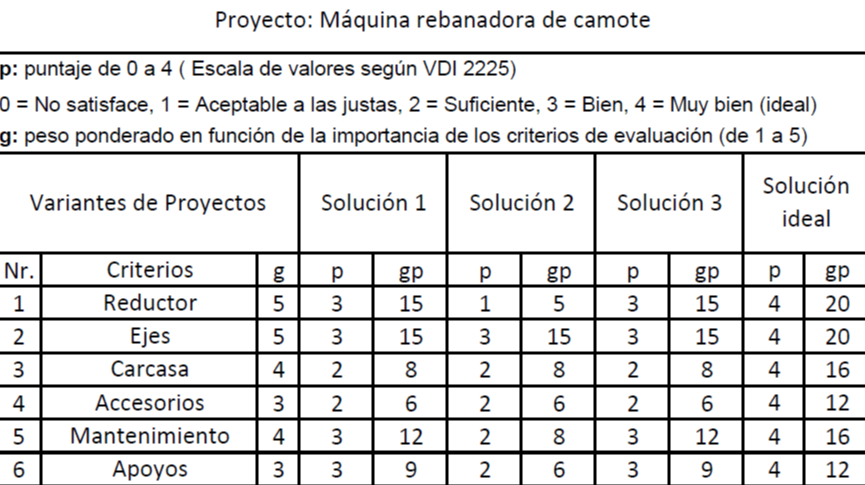 Proyecto: Máquina rebanadora de camote
p: puntaje de 0 a 4 ( Escala de valores según VDI 2225)
0 = No satisface, 1 = Aceptable a las justas, 2 = Suficiente, 3 = Bien, 4 = Muy bien (ideal)
g: peso ponderado en función de la importancia de los criterios de evaluación (de 1 a 5)
Variantes de Proyectos Solución 1 Solución 2 Solución 3 Solución ideal
Nr. Criterios g p gp p gp p gp p gp
1 Reductor 5 3 15 1 5 3 15 4 20
2 Ejes 5 3 15 3 15 3 15 4 20
3 Carcasa 4 2 8 2 8 2 8 4 16
4 Accesorios 3 2 6 2 6 2 6 4 12
5 Mantenimiento 4 3 12 2 8 3 12 4 16
6 Apoyos 3 3 9 2 6 3 9 4 12